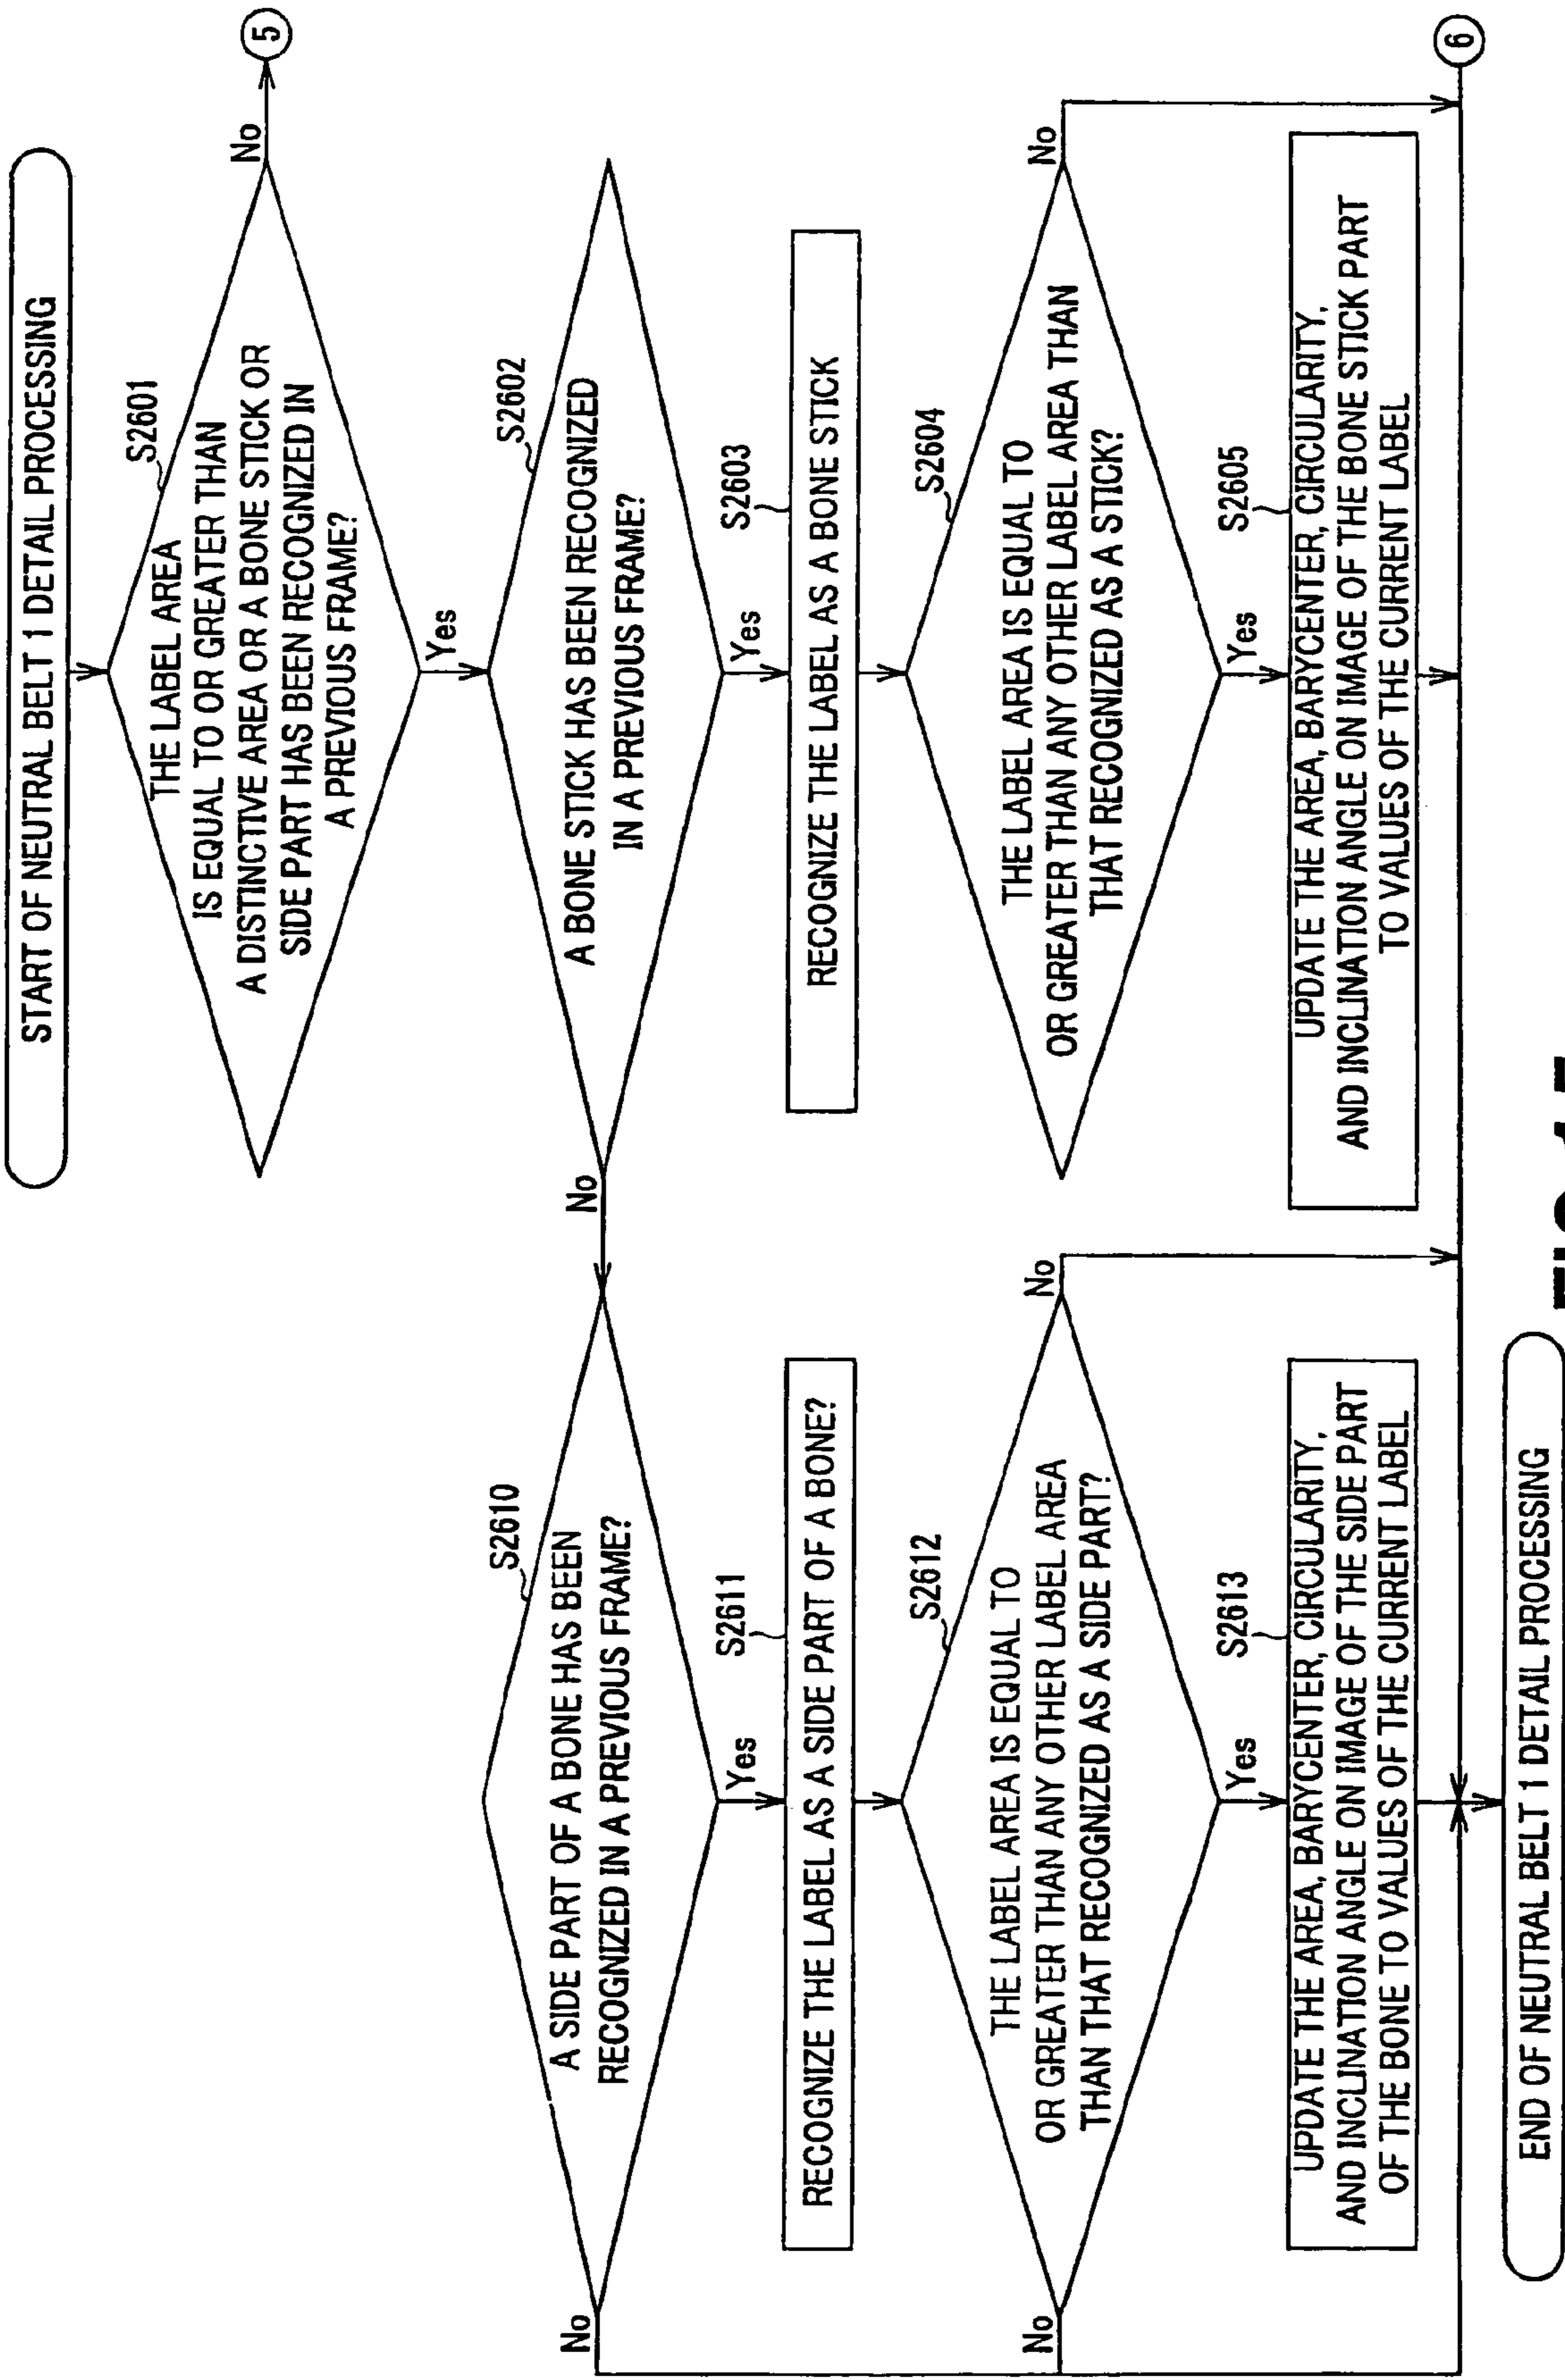 START OF NEUTRAL BELT 1 DETAIL PROCESSING
S2601
THE LABEL AREA
IS EQUAL TO OR GREATER THAN
A DISTINCTIVE AREA OR A BONE STICK OR
SIDE PART HAS BEEN RECOGNIZED IN
A PREVIOUS FRAME?
No
5
Yes
S2602
A BONE STICK HAS BEEN RECOGNIZED
IN A PREVIOUS FRAME?
No
Yes
S2603
RECOGNIZE THE LABEL AS A BONE STICK
S2604
THE LABEL AREA IS EQUAL TO
OR GREATER THAN ANY OTHER LABEL AREA THAN
THAT RECOGNIZED AS A STICK?
No
Yes
S2605
UPDATE THE AREA, BARYCENTER, CIRCULARITY,
AND INCLINATION ANGLE ON IMAGE OF THE BONE STICK PART
TO VALUES OF THE CURRENT LABEL
6
S2610
A SIDE PART OF A BONE HAS BEEN
RECOGNIZED IN A PREVIOUS FRAME?
No
Yes
S2611
RECOGNIZE THE LABEL AS A SIDE PART OF A BONE?
S2612
THE LABEL AREA IS EQUAL TO
OR GREATER THAN ANY OTHER LABEL AREA
THAN THAT RECOGNIZED AS A SIDE PART?
No
No
Yes
S2613
UPDATE THE AREA, BARYCENTER, CIRCULARITY,
AND INCLINATION ANGLE ON IMAGE OF THE SIDE PART
OF THE BONE TO VALUES OF THE CURRENT LABEL
END OF NEUTRAL BELT 1 DETAIL PROCESSING